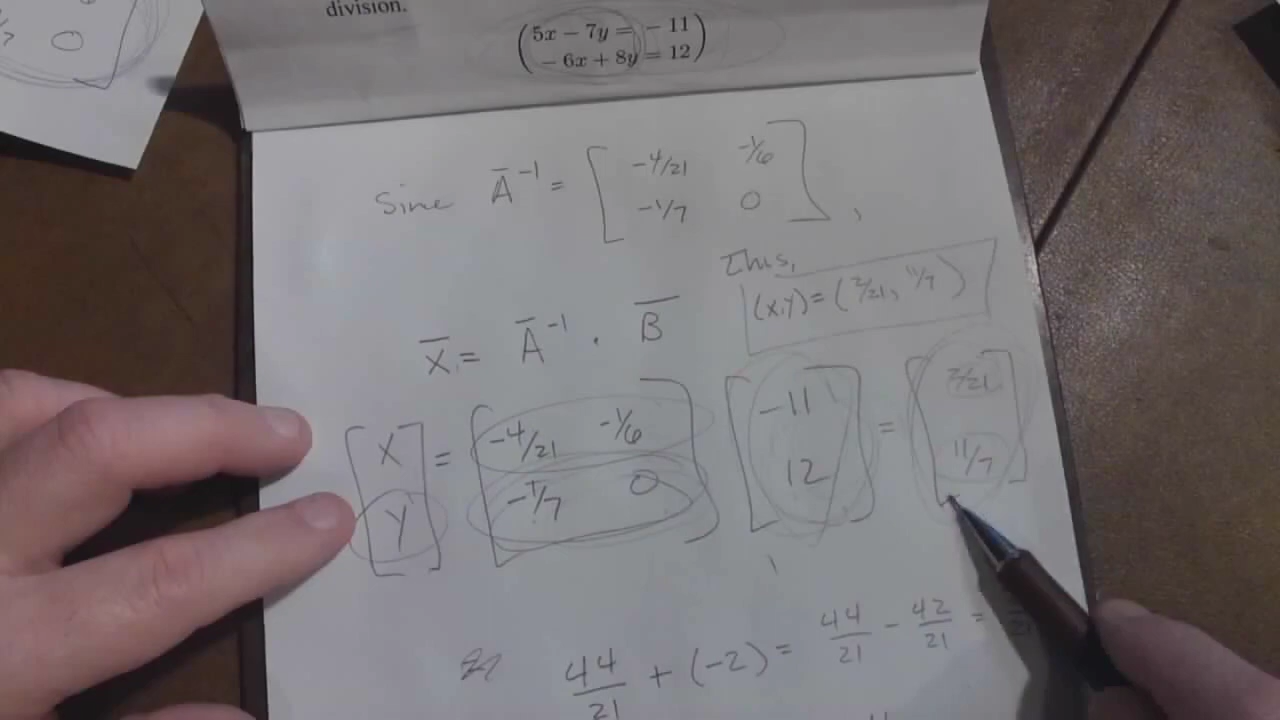 division.
5x − 7y = − 11
− 6x + 8y = 12
Since A⁻¹ = [ -4/21 -1/6
-1/7 0 ],
Thus,
(x,y) = (2/21, 11/7)
X = A⁻¹ · B
[ X
Y ] = [ -4/21 -1/6
-1/7 0 ] [ -11
12 ] = [ 2/21
11/7 ]
44/21 + (-2) = 44/21 - 42/21 =